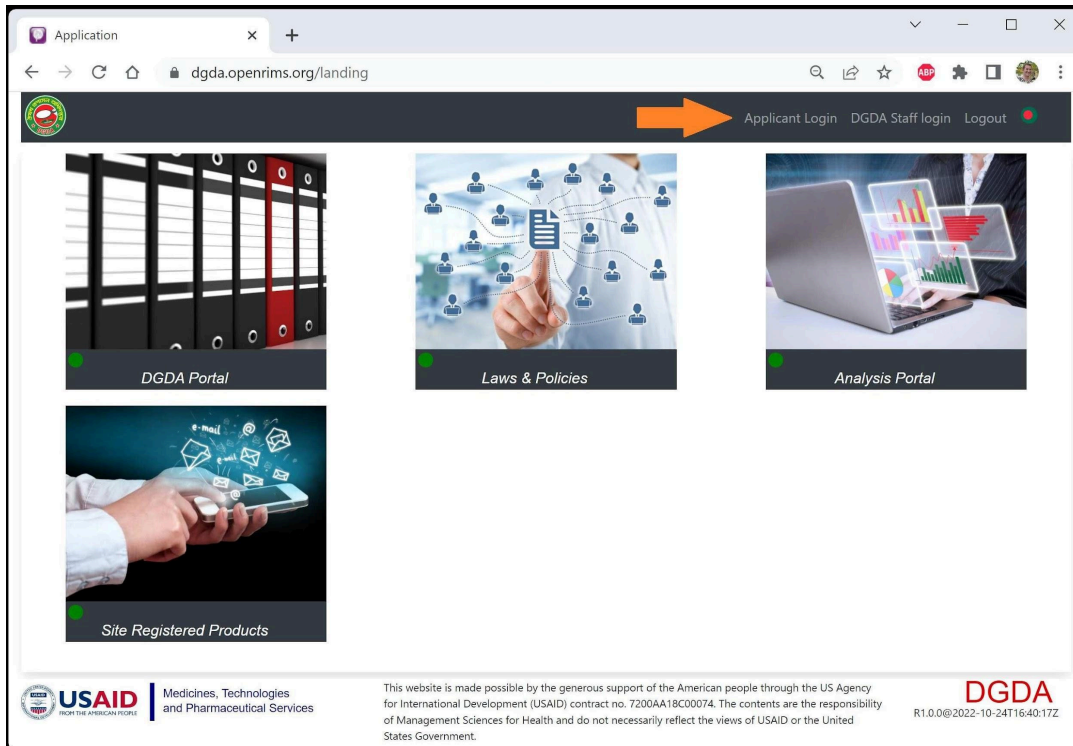 Application
dgda.openrims.org/landing
ABP
Applicant Login DGDA Staff login Logout
DGDA Portal
Laws & Policies
Analysis Portal
e-mail
e-mail
Site Registered Products
USAID
FROM THE AMERICAN PEOPLE
Medicines, Technologies
and Pharmaceutical Services
This website is made possible by the generous support of the American people through the US Agency
for International Development (USAID) contract no. 7200AA18C00074. The contents are the responsibility
of Management Sciences for Health and do not necessarily reflect the views of USAID or the United
States Government.
DGDA
R1.0.0@2022-10-24T16:40:17Z